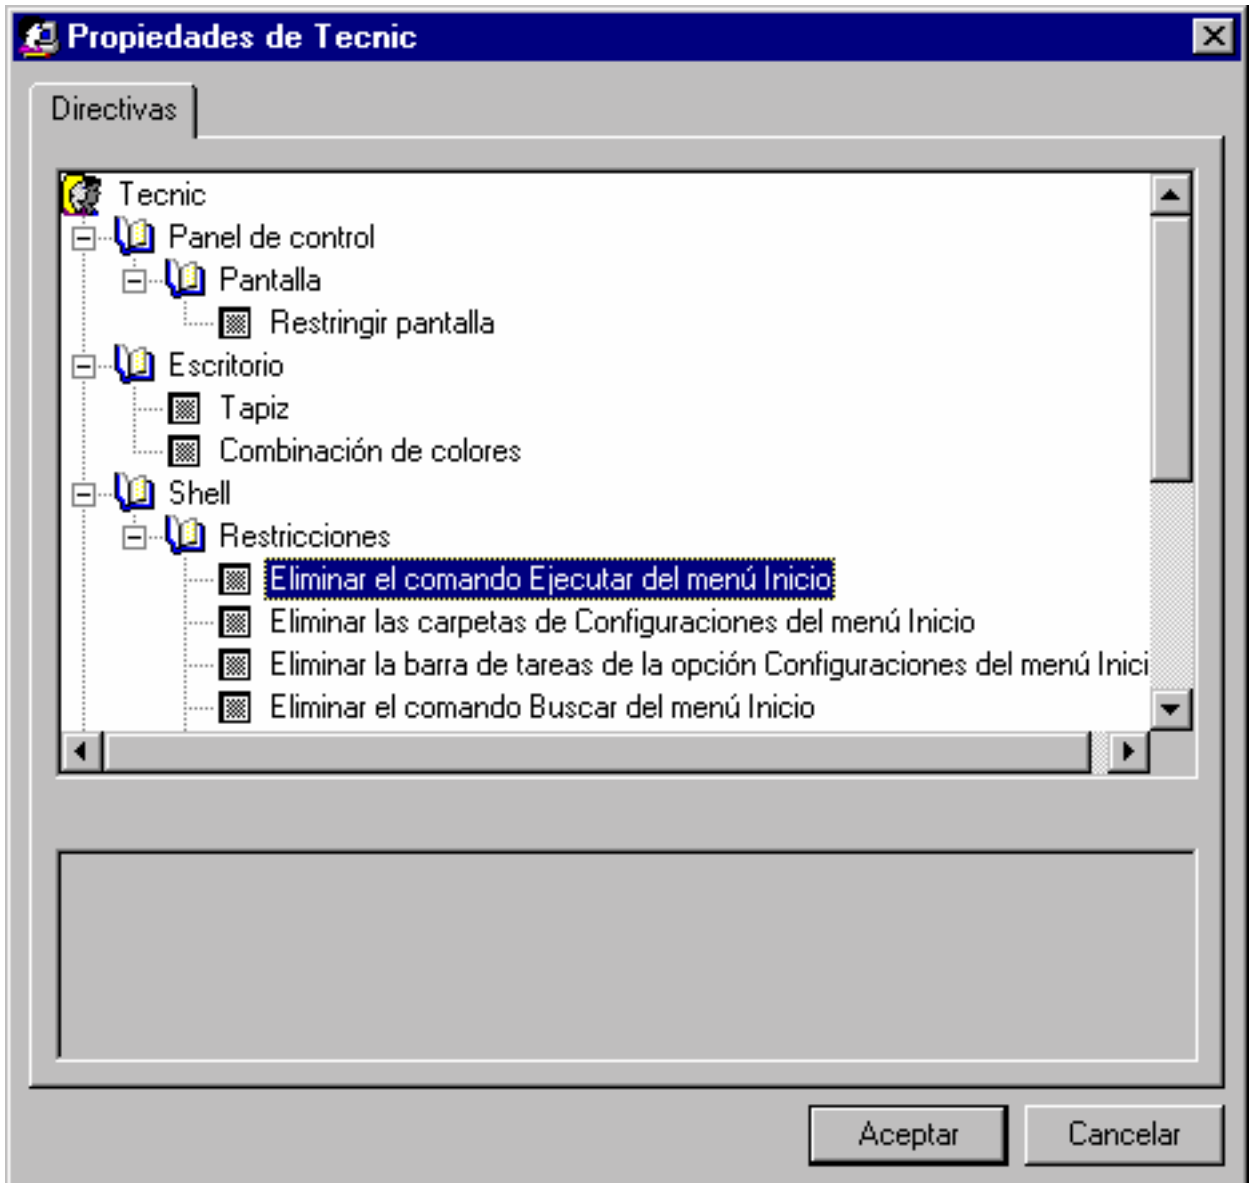 Propiedades de Tecnic
Directivas
Tecnic
Panel de control
Pantalla
Restringir pantalla
Escritorio
Tapiz
Combinación de colores
Shell
Restricciones
Eliminar el comando Ejecutar del menú Inicio
Eliminar las carpetas de Configuraciones del menú Inicio
Eliminar la barra de tareas de la opción Configuraciones del menú Inici
Eliminar el comando Buscar del menú Inicio
Aceptar
Cancelar